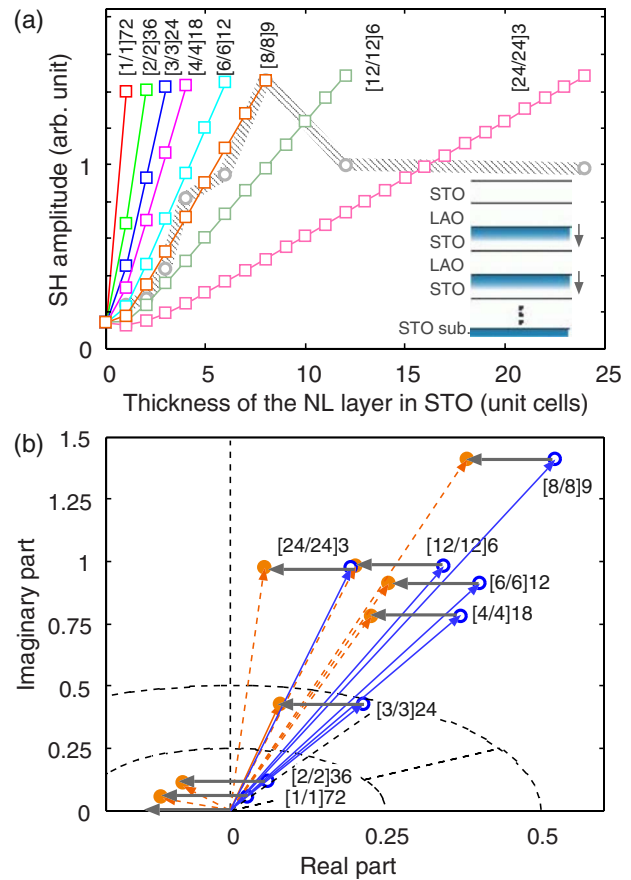 (a)
[1/1]72
[2/2]36
[3/3]24
[4/4]18
[6/6]12
[8/8]9
[12/12]6
[24/24]3
SH amplitude (arb. unit)
1
0
STO
LAO
STO
LAO
STO
STO sub.
0 5 10 15 20 25
Thickness of the NL layer in STO (unit cells)
(b)
1.5
1.25
1
0.75
0.5
0.25
0
Imaginary part
[8/8]9
[24/24]3
[12/12]6
[6/6]12
[4/4]18
[3/3]24
[2/2]36
[1/1]72
0 0.25 0.5
Real part